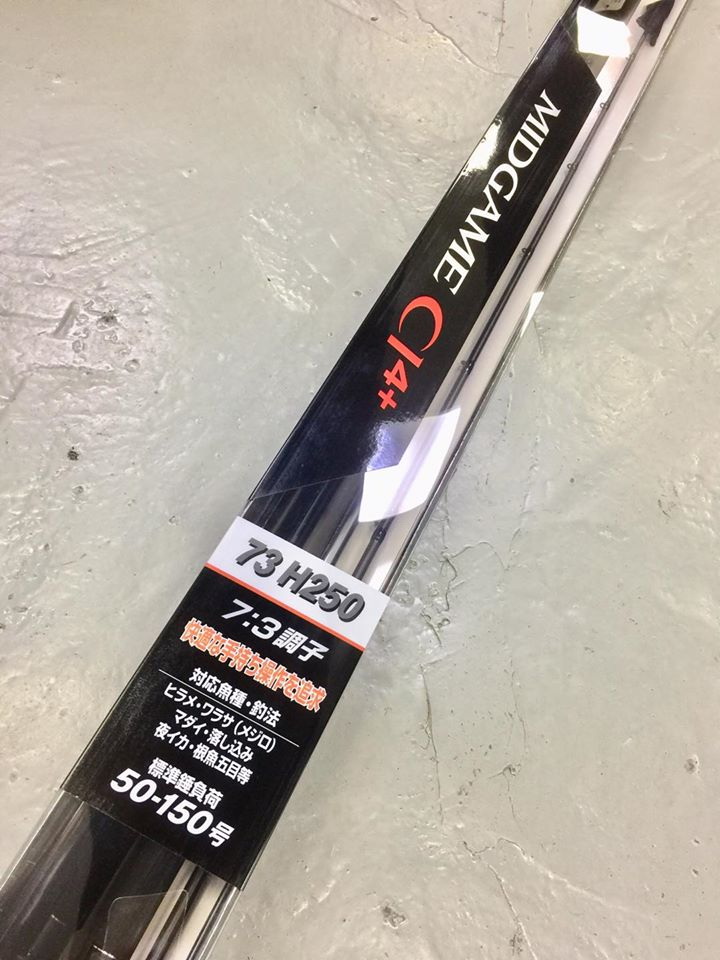 MIDGAME CI4+
73 H250
7:3調子
快適な手持ち操作を追求
対応魚種・釣法
ヒラメ・ワラサ(メジロ)
マダイ・落し込み
夜イカ・根魚五目等
標準錘負荷
50-150号